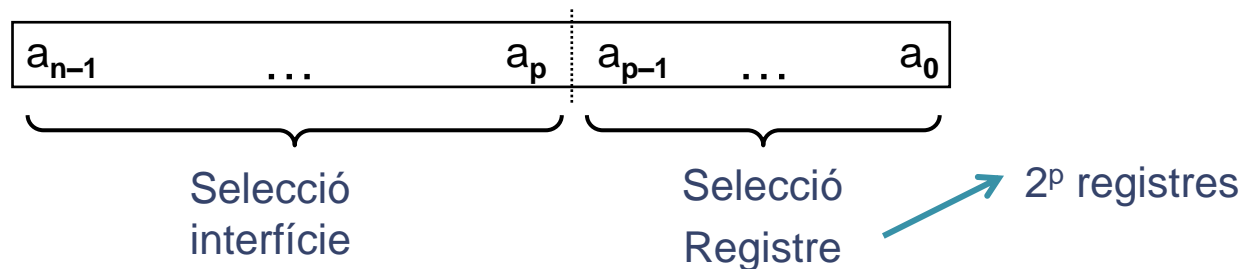 aₙ₋₁ … aₚ aₚ₋₁ … a₀
Selecció
interfície
Selecció
Registre
2ᵖ registres